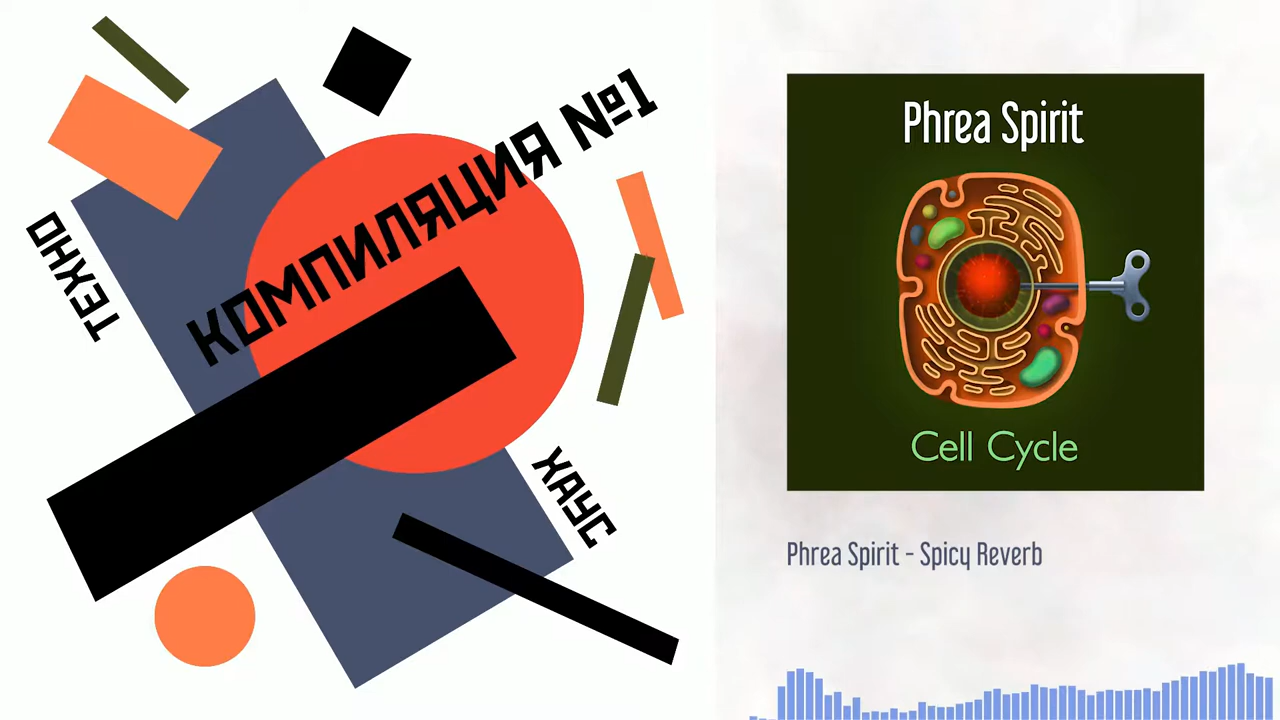 КОМПИЛЯЦИЯ №1
ТЕХНО
ХАУС
Phrea Spirit
Cell Cycle
Phrea Spirit - Spicy Reverb